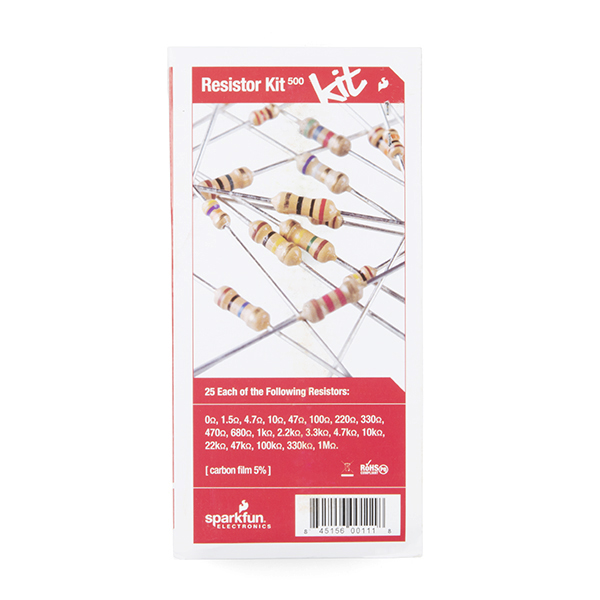 Resistor Kit 500
kit
25 Each of the Following Resistors:
0Ω, 1.5Ω, 4.7Ω, 10Ω, 47Ω, 100Ω, 220Ω, 330Ω,
470Ω, 680Ω, 1kΩ, 2.2kΩ, 3.3kΩ, 4.7kΩ, 10kΩ,
22kΩ, 47kΩ, 100kΩ, 330kΩ, 1MΩ.
[ carbon film 5% ]
RoHS
COMPLIANT
Pb
sparkfun
ELECTRONICS
8 45156 00111 8